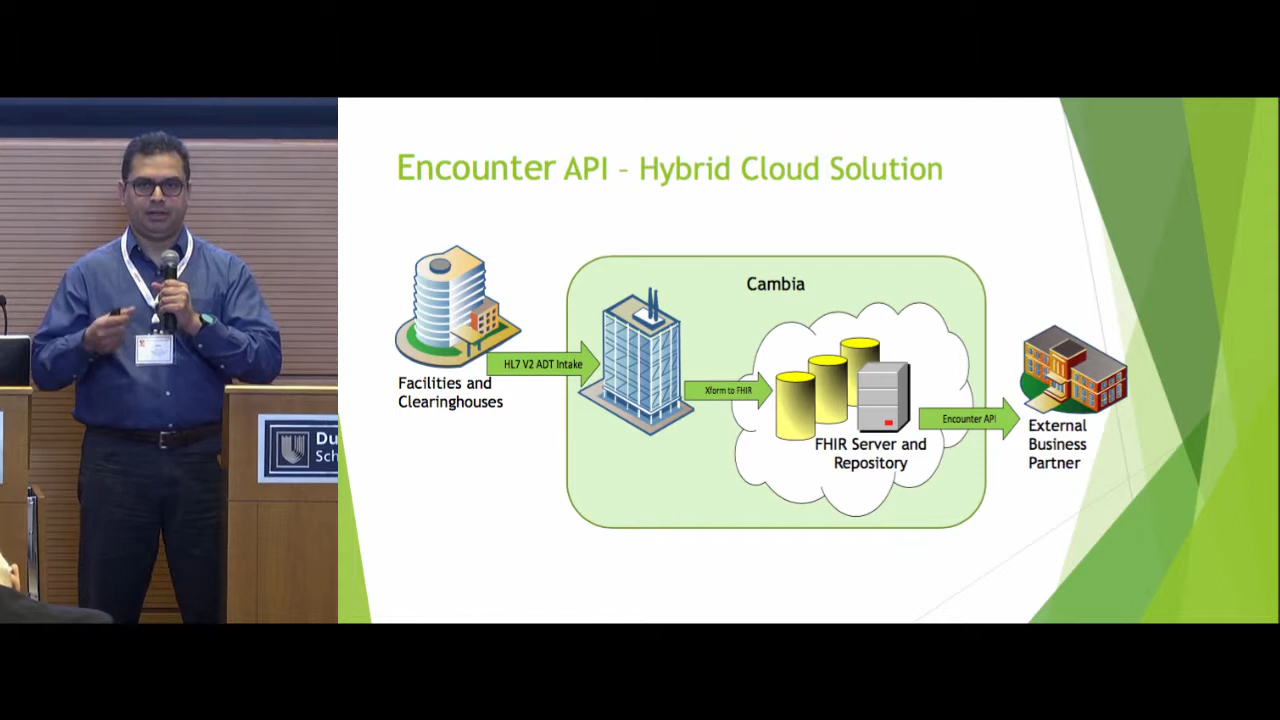 Encounter API – Hybrid Cloud Solution
Cambia
HL7 V2 ADT Intake
Facilities and
Clearinghouses
Xform to FHIR
FHIR Server and
Repository
Encounter API
External
Business
Partner
Du
Sch